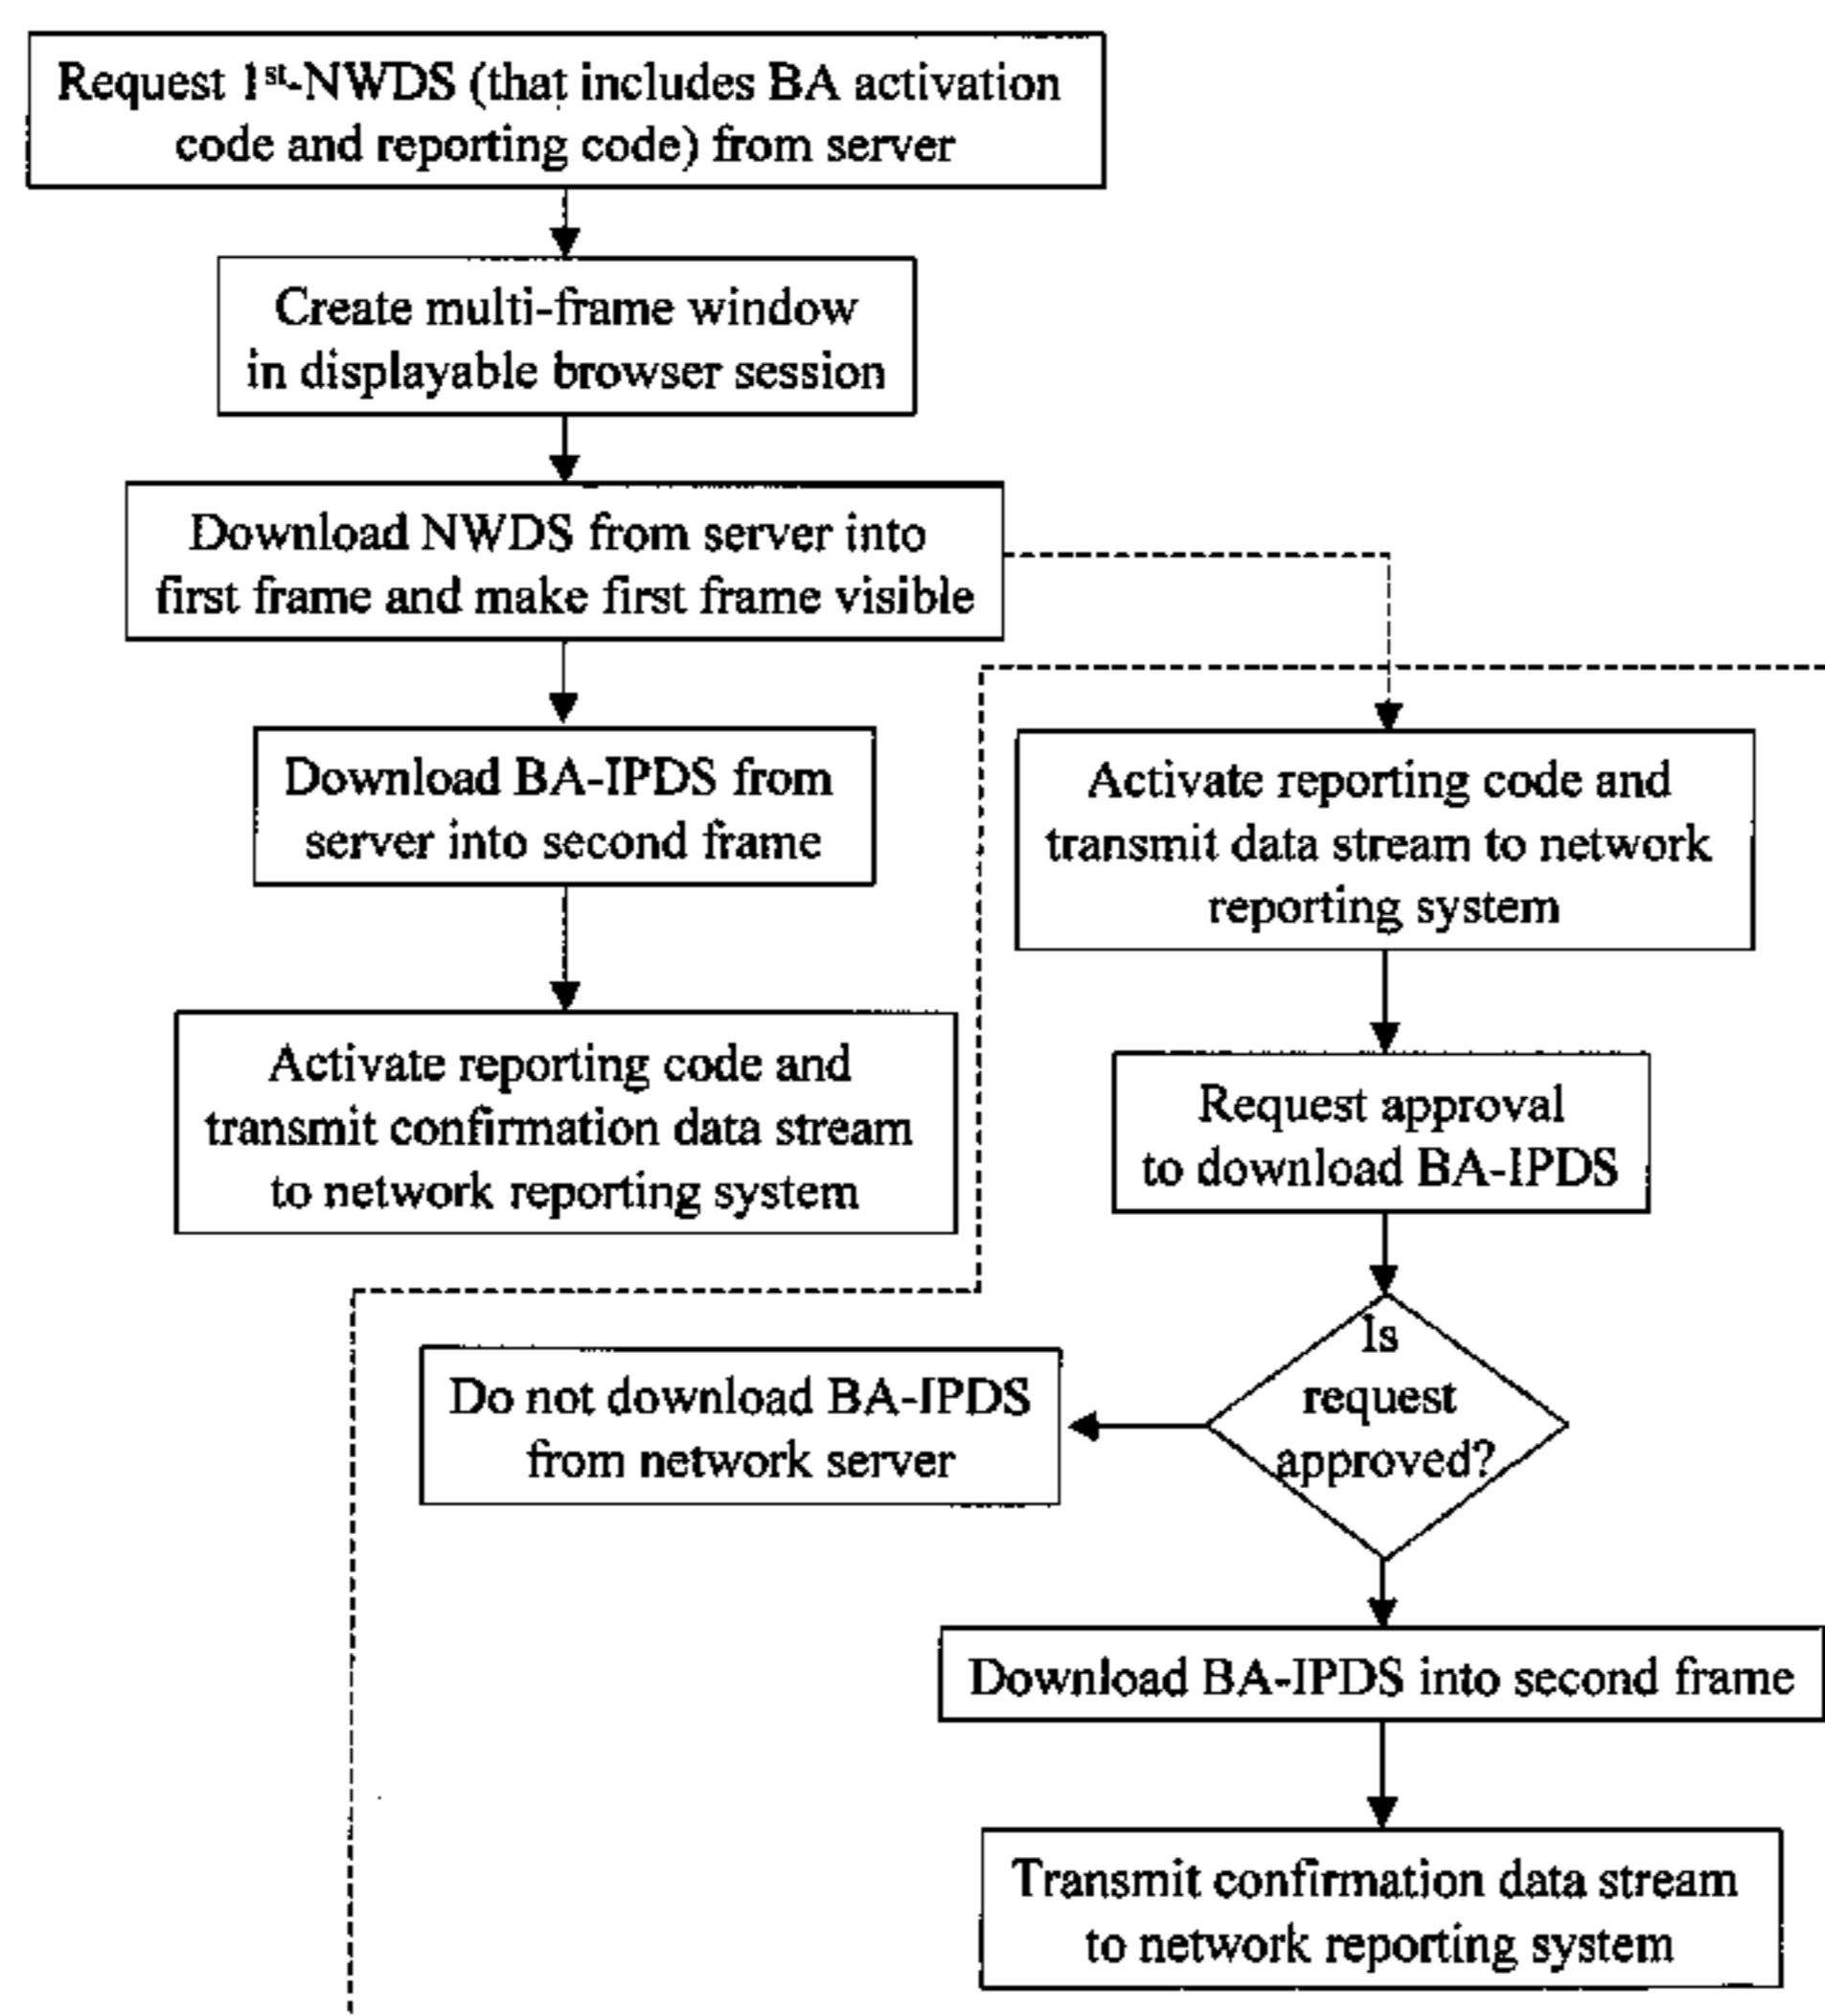 Request 1st-NWDS (that includes BA activation
code and reporting code) from server
Create multi-frame window
in displayable browser session
Download NWDS from server into
first frame and make first frame visible
Download BA-IPDS from
server into second frame
Activate reporting code and
transmit confirmation data stream
to network reporting system
Activate reporting code and
transmit data stream to network
reporting system
Request approval
to download BA-IPDS
Is
request
approved?
Do not download BA-IPDS
from network server
Download BA-IPDS into second frame
Transmit confirmation data stream
to network reporting system